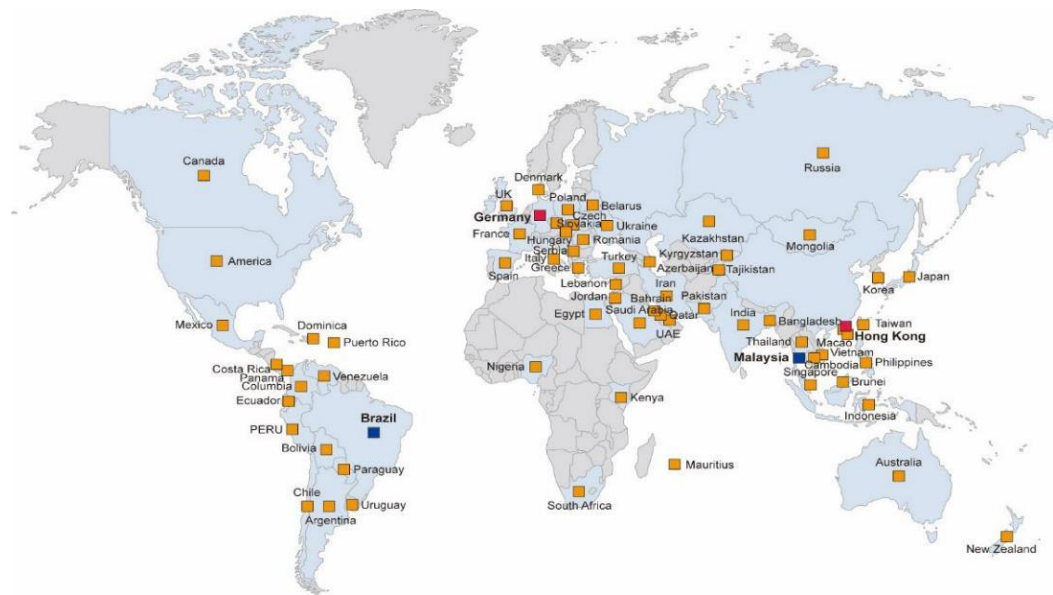 Canada
Russia
Denmark
UK
Poland
Belarus
Germany
Czech
Slovakia
Ukraine
France
Hungary
Romania
Kazakhstan
Mongolia
Serbia
Italy
Greece
Turkey
Kyrgyzstan
Azerbaijan
Tajikistan
America
Spain
Lebanon
Iran
Korea
Japan
Jordan
Bahrain
Pakistan
Mexico
Dominica
Puerto Rico
Egypt
Saudi Arabia
Qatar
UAE
India
Bangladesh
Taiwan
Macao
Hong Kong
Thailand
Costa Rica
Panama
Venezuela
Nigeria
Malaysia
Vietnam
Cambodia
Philippines
Singapore
Columbia
Ecuador
Kenya
Brunei
Indonesia
PERU
Brazil
Bolivia
Paraguay
Mauritius
Australia
Chile
Argentina
Uruguay
South Africa
New Zealand